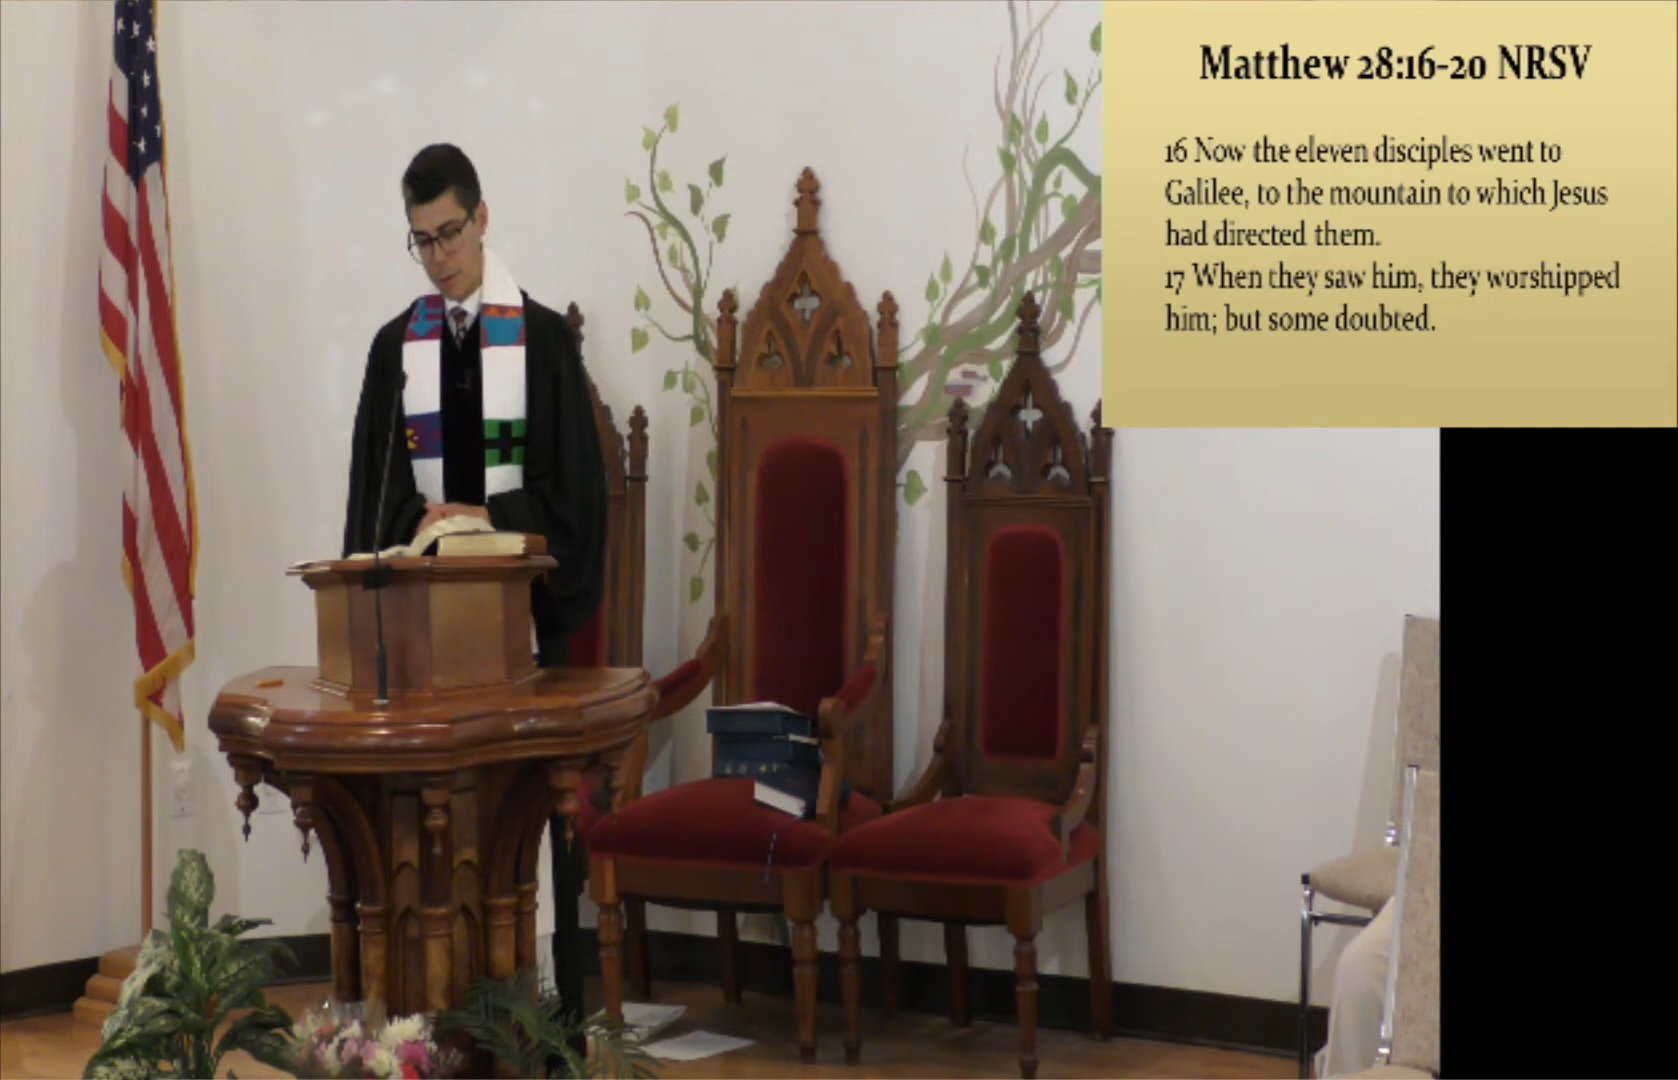 Matthew 28:16-20 NRSV
16 Now the eleven disciples went to
Galilee, to the mountain to which Jesus
had directed them.
17 When they saw him, they worshipped
him; but some doubted.